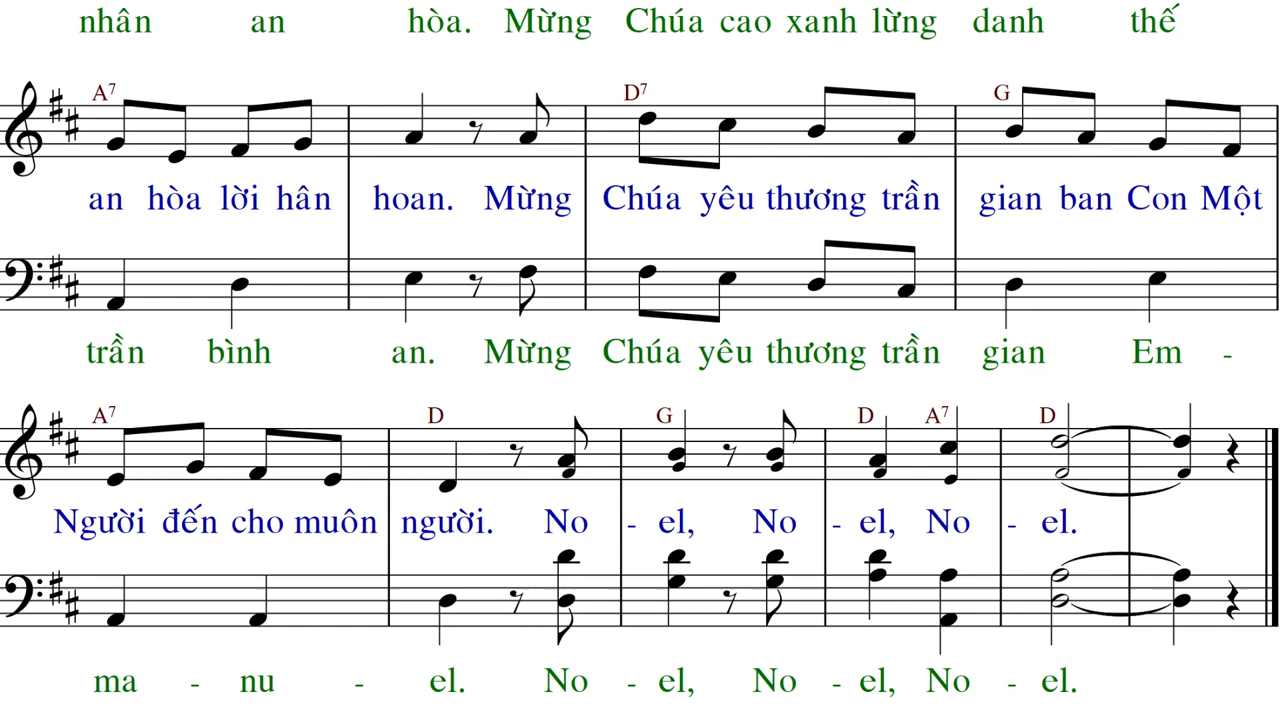 nhân an hòa. Mừng Chúa cao xanh lừng danh thế
A7 D7 G
an hòa lời hân hoan. Mừng Chúa yêu thương trần gian ban Con Một
trần bình an. Mừng Chúa yêu thương trần gian Em -
A7 D G D A7 D
Người đến cho muôn người. No - el, No - el, No - el.
ma - nu - el. No - el, No - el, No - el.